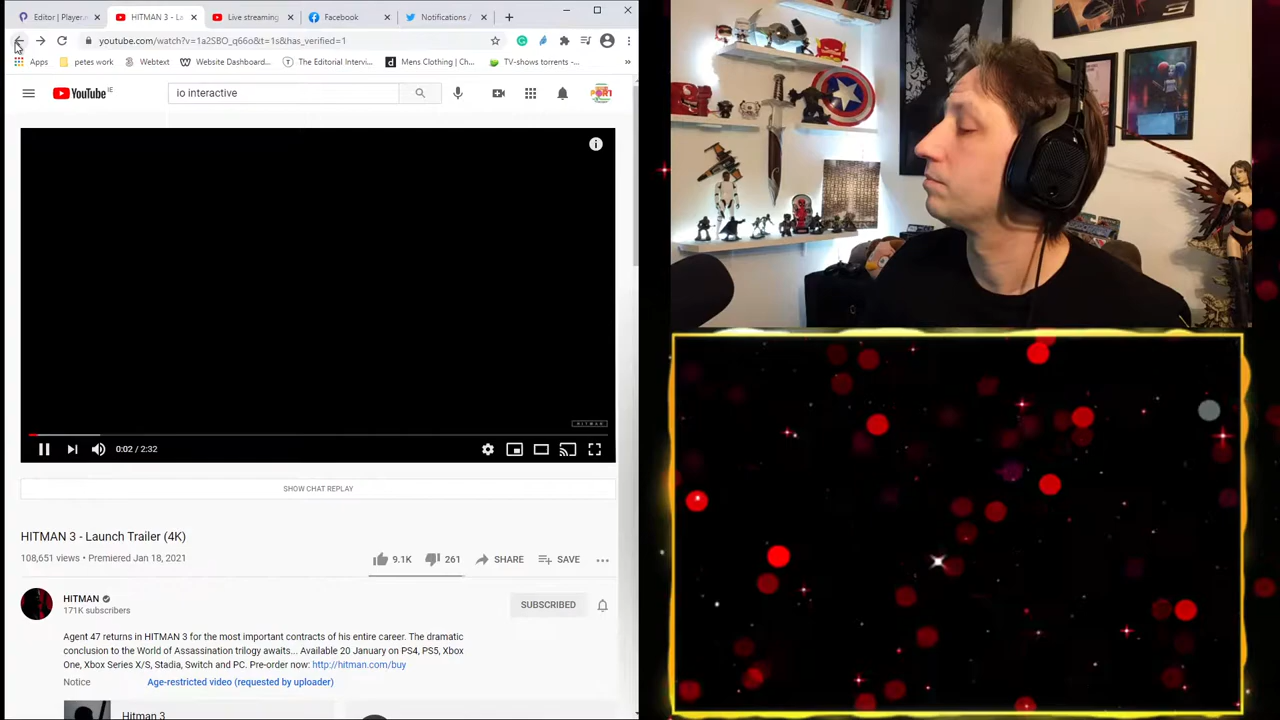 Editor | Player.
HITMAN 3 - La
Live streaming
Facebook
Notifications /
youtube.com/watch?v=1a2SBO_q66o&t=1s&has_verified=1
Apps
petes work
Webtext
Website Dashboard...
The Editorial Intervi...
Mens Clothing | Ch...
TV-shows torrents -...
YouTube IE
io interactive
HITMAN
0:02 / 2:32
SHOW CHAT REPLAY
HITMAN 3 - Launch Trailer (4K)
108,651 views • Premiered Jan 18, 2021
9.1K
261
SHARE
SAVE
HITMAN
171K subscribers
SUBSCRIBED
Agent 47 returns in HITMAN 3 for the most important contracts of his entire career. The dramatic
conclusion to the World of Assassination trilogy awaits... Available 20 January on PS4, PS5, Xbox
One, Xbox Series X/S, Stadia, Switch and PC. Pre-order now: http://hitman.com/buy
Notice
Age-restricted video (requested by uploader)
Hitman 3